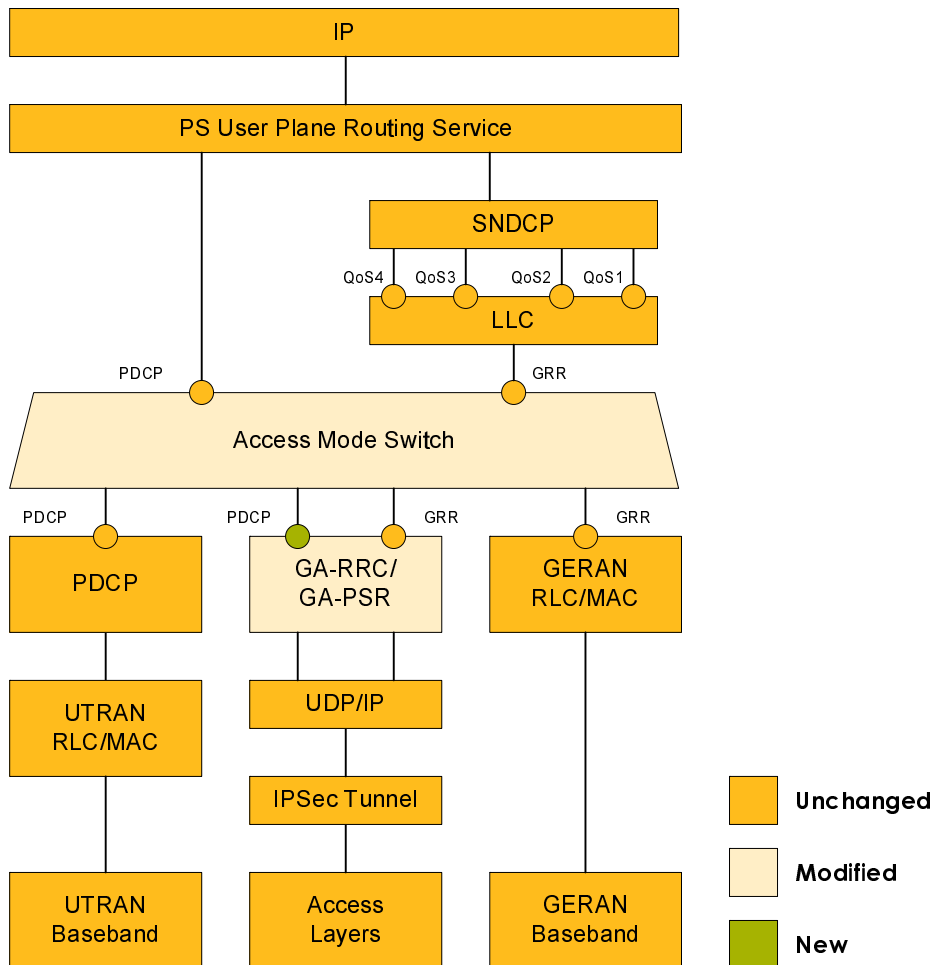 IP
PS User Plane Routing Service
SNDCP
QoS4 QoS3 QoS2 QoS1
LLC
PDCP GRR
Access Mode Switch
PDCP PDCP GRR GRR
PDCP
GA-RRC/
GA-PSR
GERAN
RLC/MAC
UTRAN
RLC/MAC
UDP/IP
IPSec Tunnel
UTRAN
Baseband
Access
Layers
GERAN
Baseband
Unchanged
Modified
New